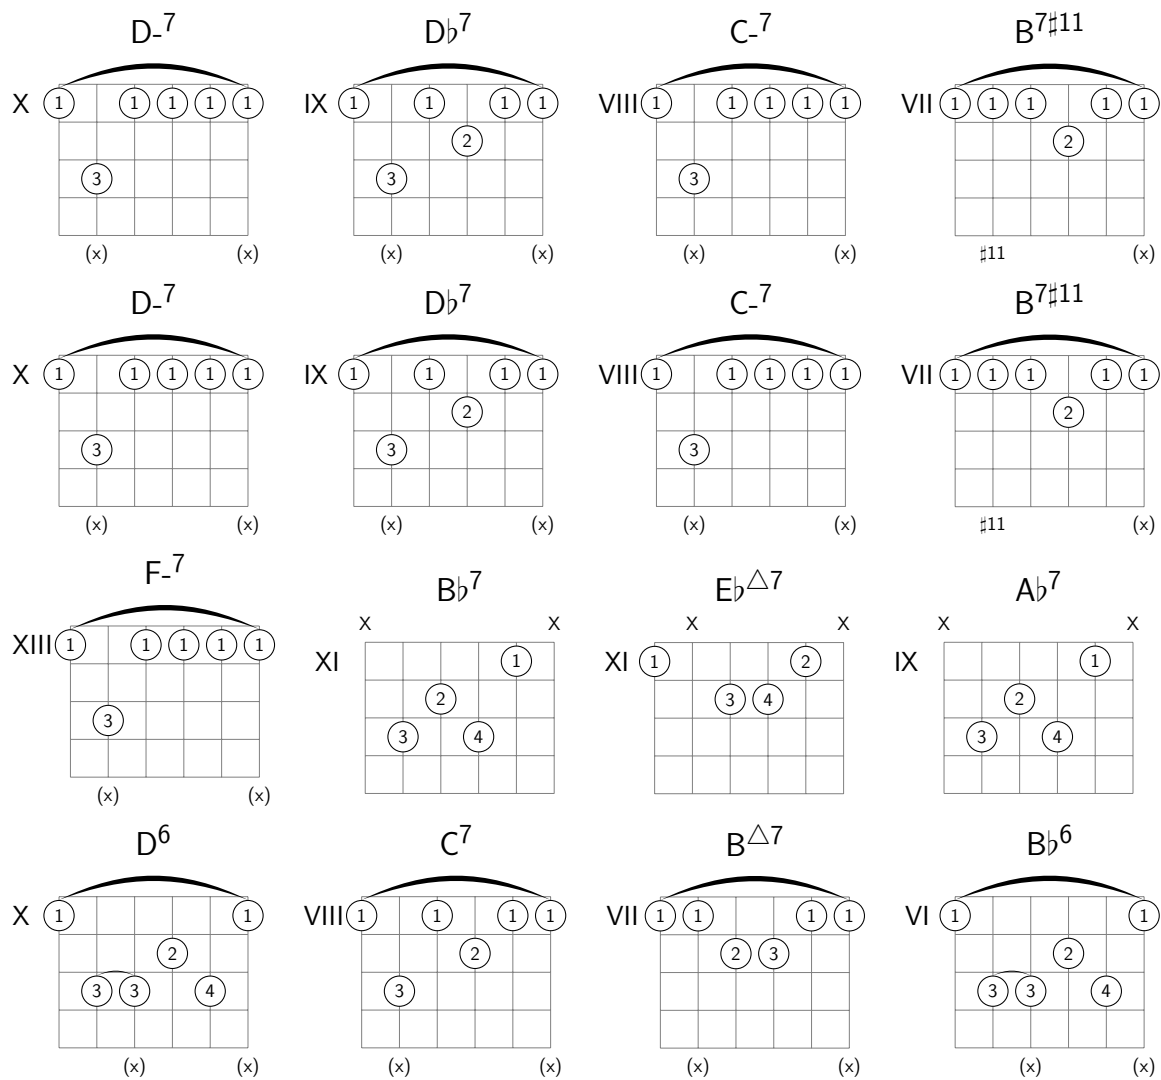 D-7 D♭7 C-7 B7♯11
X 1 1 1 1 1 IX 1 1 1 1 VIII 1 1 1 1 1 VII 1 1 1 1 1
2 2
3 3 3
(x) (x) (x) (x) (x) (x) ♯11 (x)
D-7 D♭7 C-7 B7♯11
X 1 1 1 1 1 IX 1 1 1 1 VIII 1 1 1 1 1 VII 1 1 1 1 1
2 2
3 3 3
(x) (x) (x) (x) (x) (x) ♯11 (x)
F-7 B♭7 E♭△7 A♭7
X X X X X X
XIII 1 1 1 1 1 XI 1 XI 1 2 IX 1
2 3 4 2
3 3 4 3 4
(x) (x)
D6 C7 B△7 B♭6
X 1 1 VIII 1 1 1 1 VII 1 1 1 1 VI 1 1
2 2 2 3 2
3 3 4 3 3 3 4
(x) (x) (x) (x) (x) (x) (x) (x)